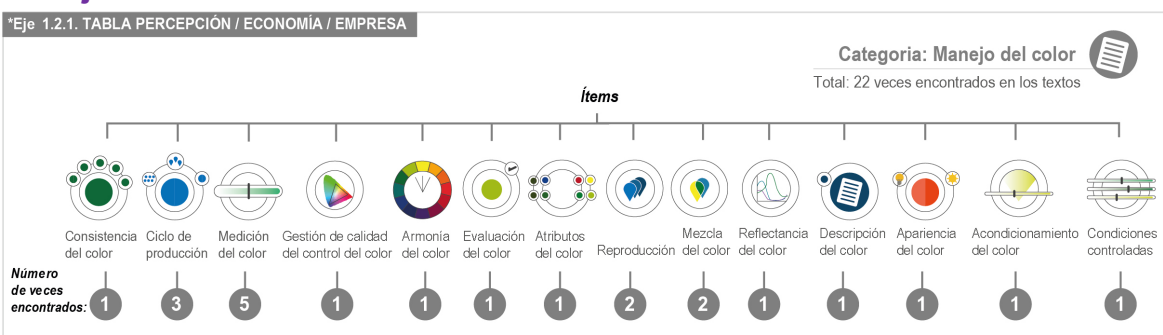 *Eje 1.2.1. TABLA PERCEPCIÓN / ECONOMÍA / EMPRESA
Categoria: Manejo del color
Total: 22 veces encontrados en los textos
Ítems
Consistencia
del color
Ciclo de
producción
Medición
del color
Gestión de calidad
del control del color
Armonía
del color
Evaluación
del color
Atributos
del color
Reproducción
Mezcla
del color
Reflectancia
del color
Descripción
del color
Apariencia
del color
Acondicionamiento
del color
Condiciones
controladas
Número
de veces
encontrados:
1
3
5
1
1
1
1
2
2
1
1
1
1
1